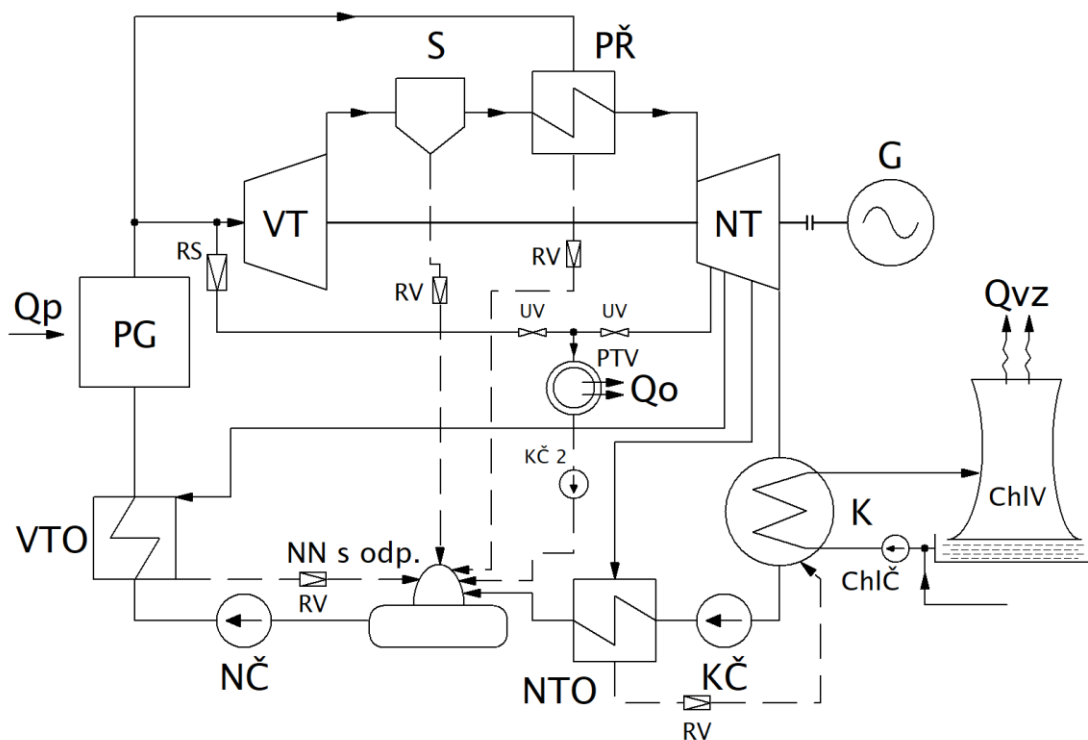 S
PŘ
G
VT
NT
RS
RV
RV
Qvz
UV
UV
Qp
PG
PTV
Qo
KČ 2
ChlV
K
VTO
NN s odp.
ChlČ
RV
NČ
NTO
KČ
RV